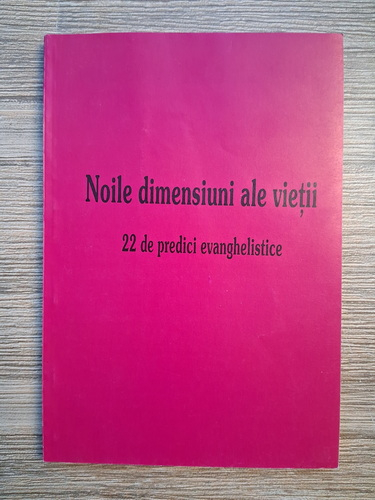 Noile dimensiuni ale vieții
22 de predici evanghelistice